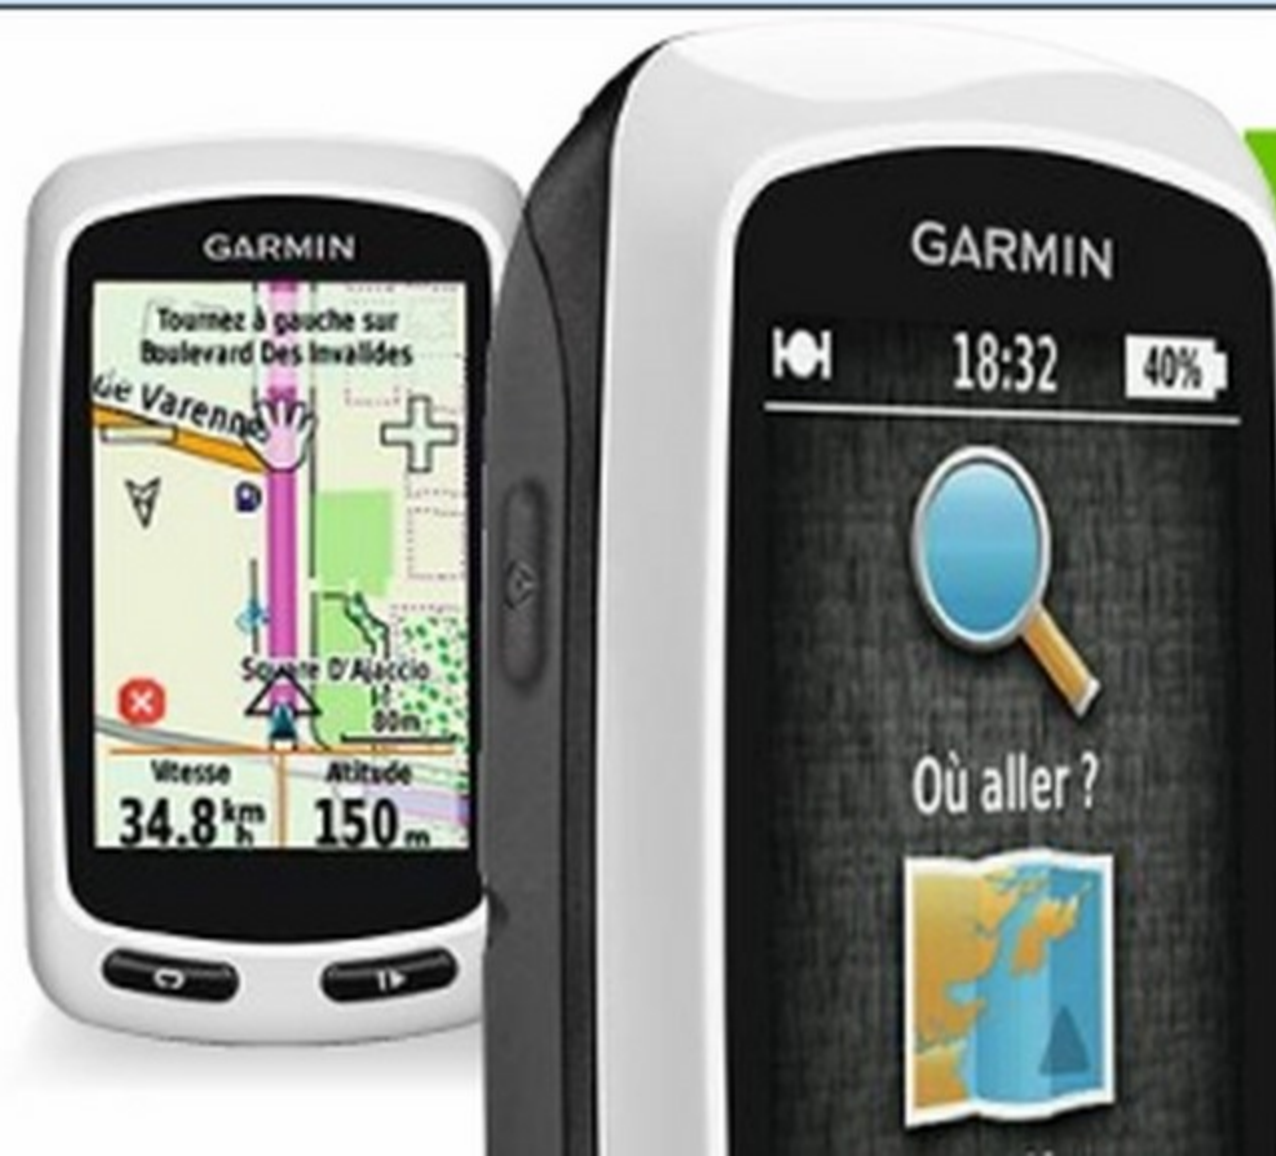 GARMIN
Tournez à gauche sur
Boulevard Des Invalides
de Varenne
Square D'Ajaccio
80m
Vitesse
Altitude
34.8 km/h
150 m
GARMIN
18:32
40%
Où aller ?